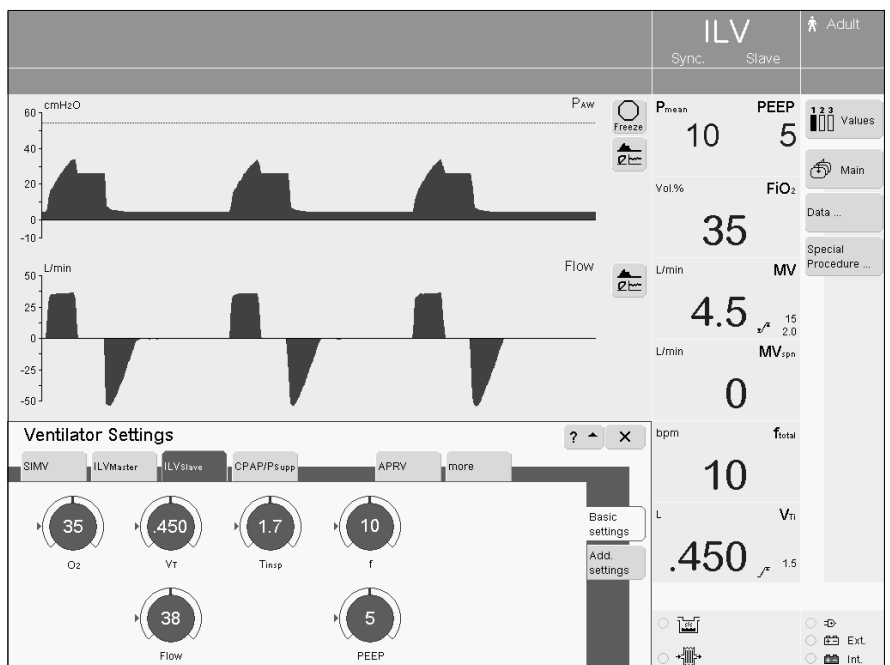 ILV
Sync. Slave
Adult
cmH2O
PAW
60
40
20
0
-10
Freeze
L/min
Flow
50
25
0
-25
-50
Pmean PEEP
10 5
Vol.% FiO2
35
L/min MV
4.5 15
2.0
L/min MVspn
0
bpm ftotal
10
L VTi
.450 1.5
1 2 3
Values
Main
Data ...
Special
Procedure ...
Ext.
Int.
Ventilator Settings ?
SIMV ILVMaster ILVSlave CPAP/Psupp APRV more
35 .450 1.7 10
O2 VT Tinsp f
38 5
Flow PEEP
Basic
settings
Add.
settings